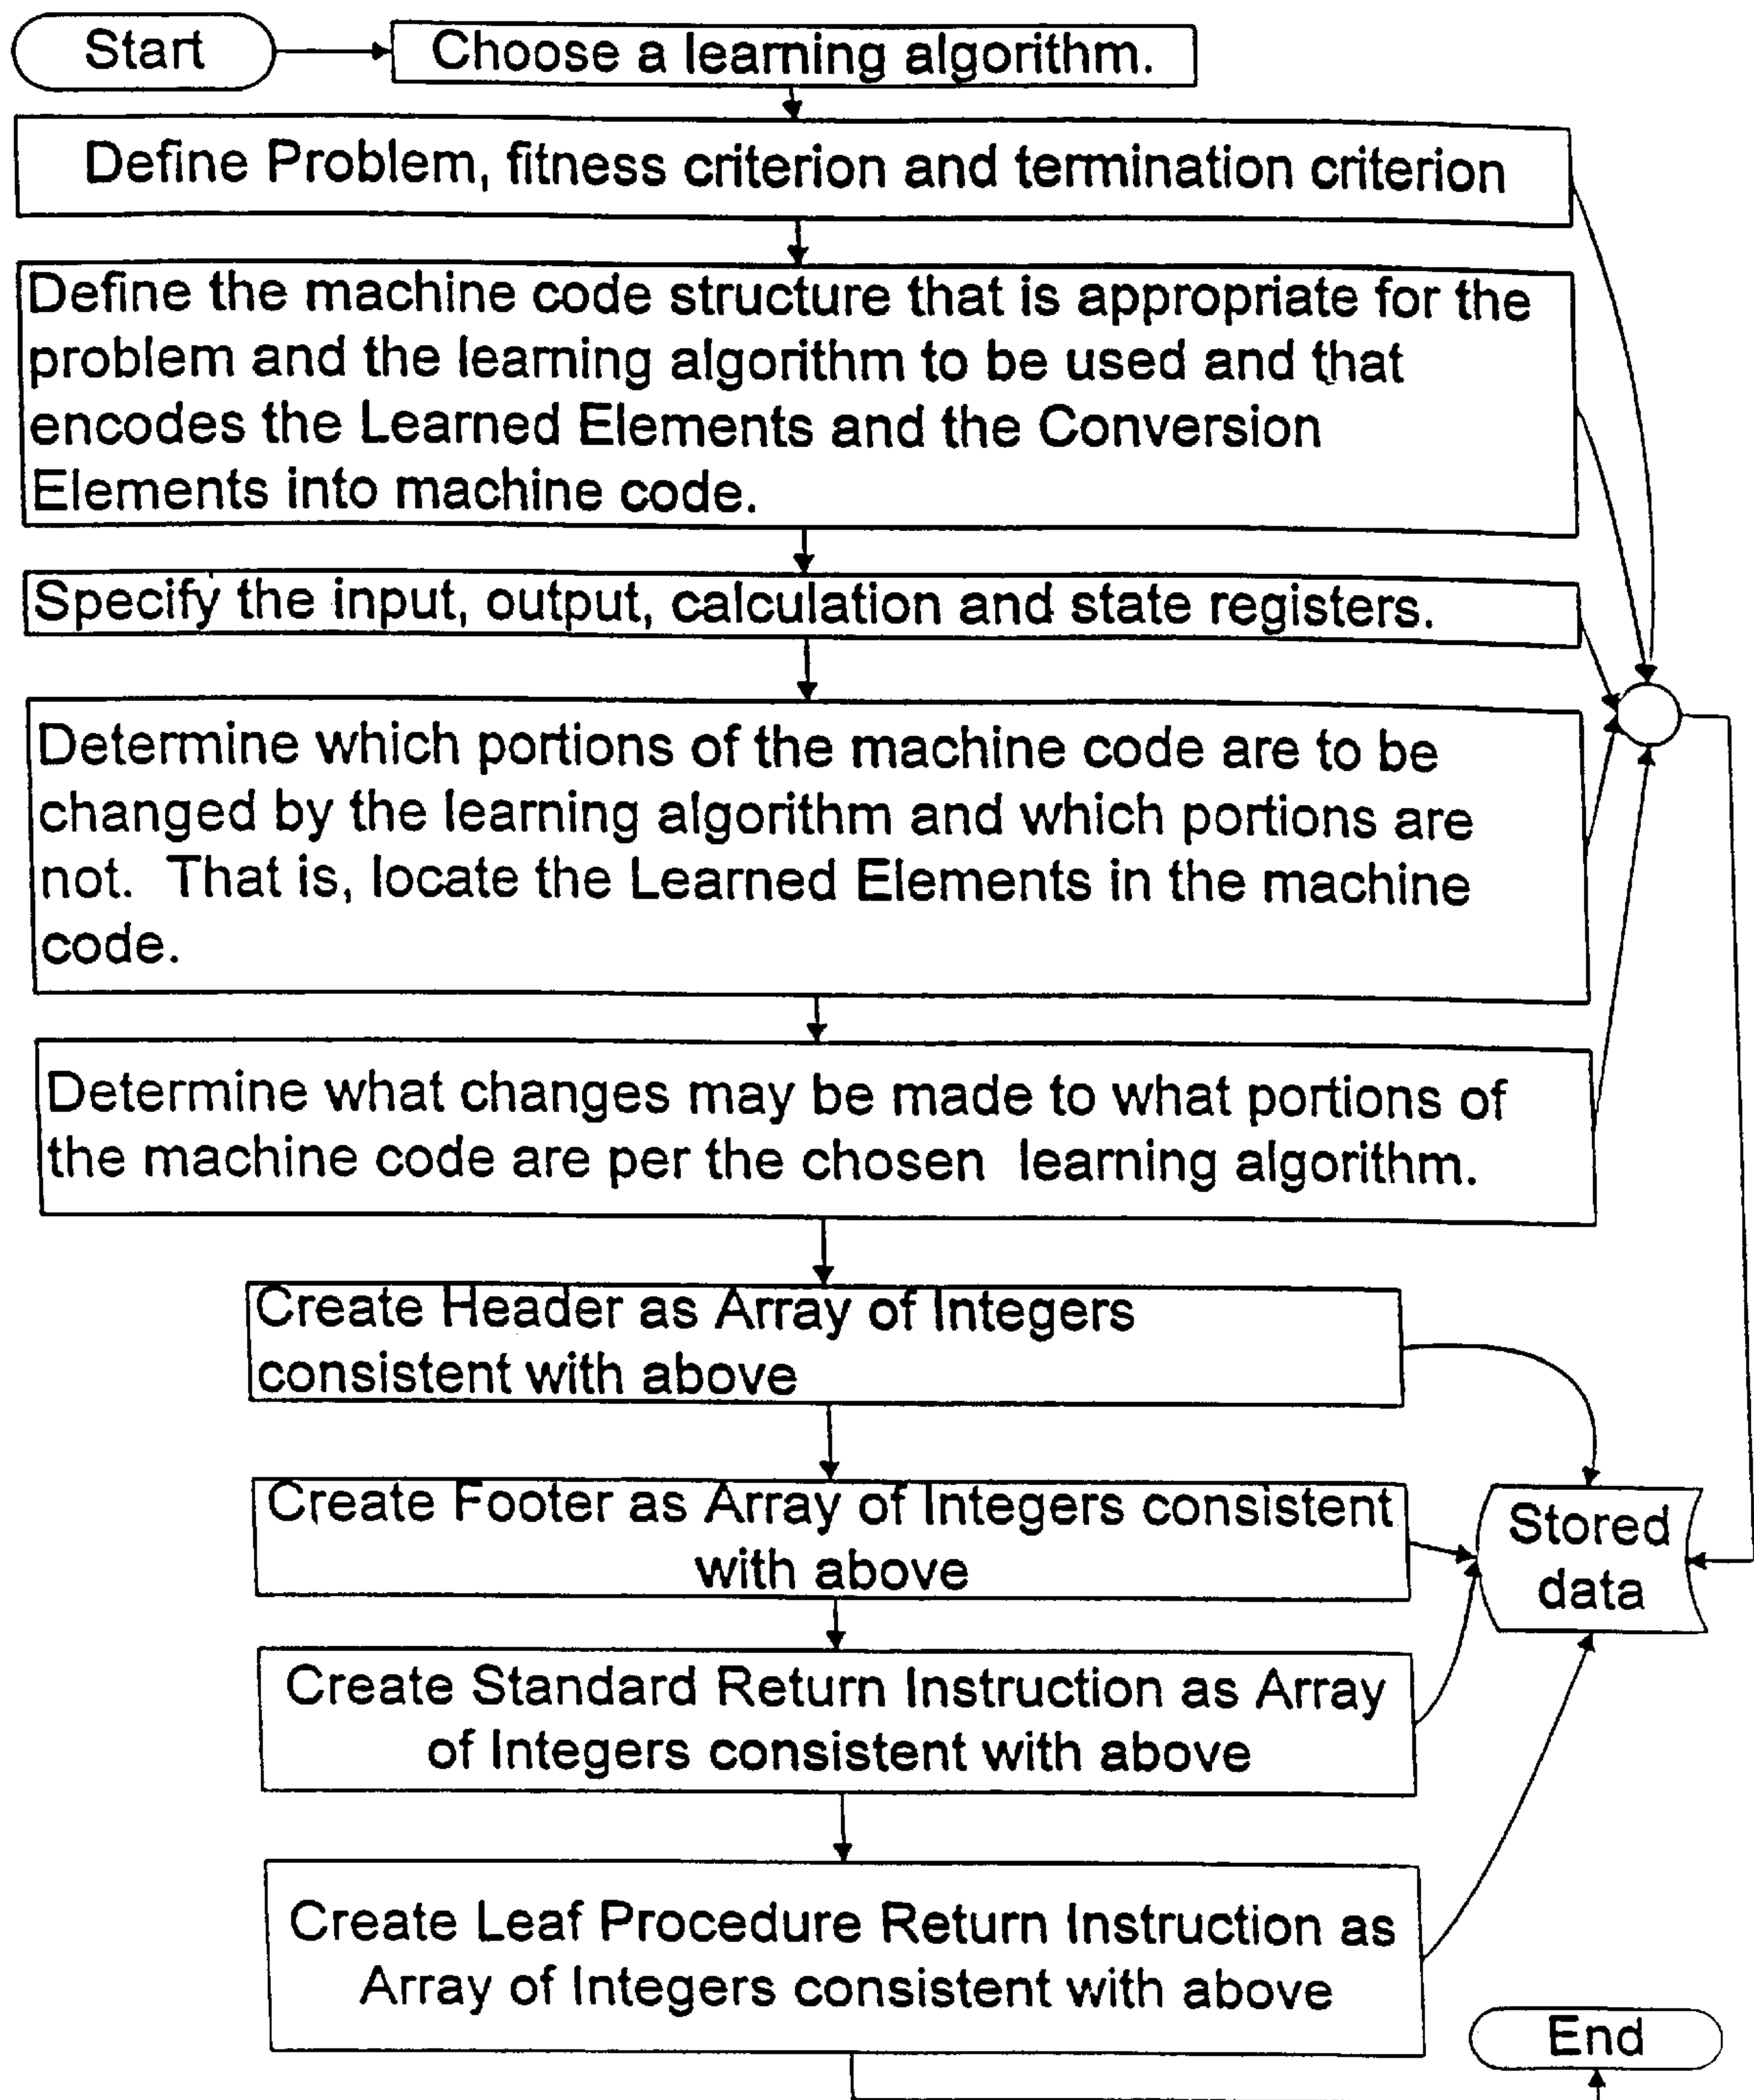 Start
Choose a learning algorithm.
Define Problem, fitness criterion and termination criterion
Define the machine code structure that is appropriate for the
problem and the learning algorithm to be used and that
encodes the Learned Elements and the Conversion
Elements into machine code.
Specify the input, output, calculation and state registers.
Determine which portions of the machine code are to be
changed by the learning algorithm and which portions are
not. That is, locate the Learned Elements in the machine
code.
Determine what changes may be made to what portions of
the machine code are per the chosen learning algorithm.
Create Header as Array of Integers
consistent with above
Create Footer as Array of Integers consistent
with above
Stored
data
Create Standard Return Instruction as Array
of Integers consistent with above
Create Leaf Procedure Return Instruction as
Array of Integers consistent with above
End